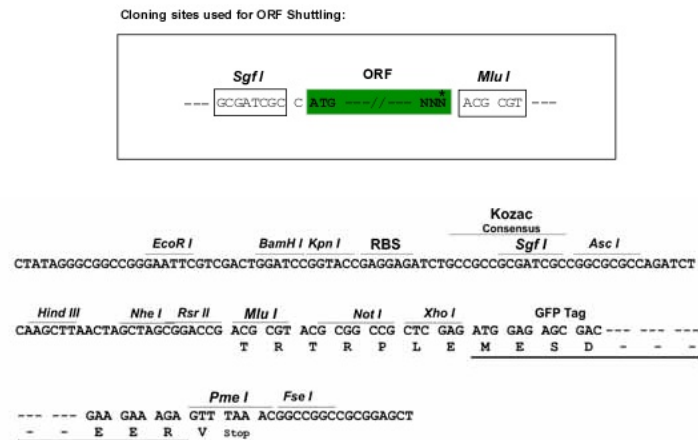 Cloning sites used for ORF Shuttling:
Sgf I ORF Mlu I
--- GCGATCGC C ATG ---//--- NNN* ACG CGT ---
Kozac
Consensus
EcoR I BamH I Kpn I RBS Sgf I Asc I
CTATAGGGCGGCCGGGAATTCGTCGACTGGATCCGGTACCGAGGAGATCTGCCGCCGCGATCGCCGGCGCGCCAGATCT
Hind III Nhe I Rsr II Mlu I Not I Xho I GFP Tag
CAAGCTTAACTAGCTAGCGGACCG ACG CGT ACG CGG CCG CTC GAG ATG GAG AGC GAC --- --- ---
T R T R P L E M E S D - - -
Pme I Fse I
--- --- GAA GAA AGA GTT TAA ACGGCCGGCCGCGGAGCT
- - E E R V Stop